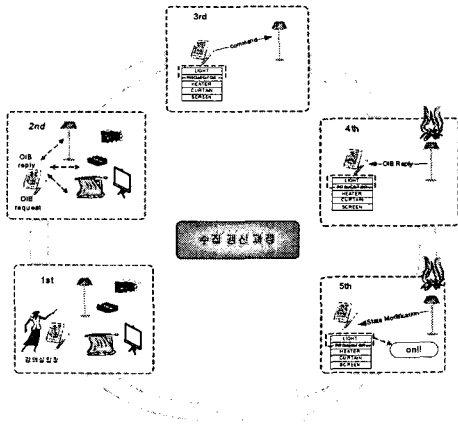 3rd
command
LIGHT
HEATER
CURTAIN
SCREEN
2nd
OIB
reply
OIB
request
4th
OIB Reply
LIGHT
HEATER
CURTAIN
SCREEN
수집 갱신 과정
1st
강의실입장
5th
State Modification
LIGHT
HEATER
CURTAIN
SCREEN
on!!